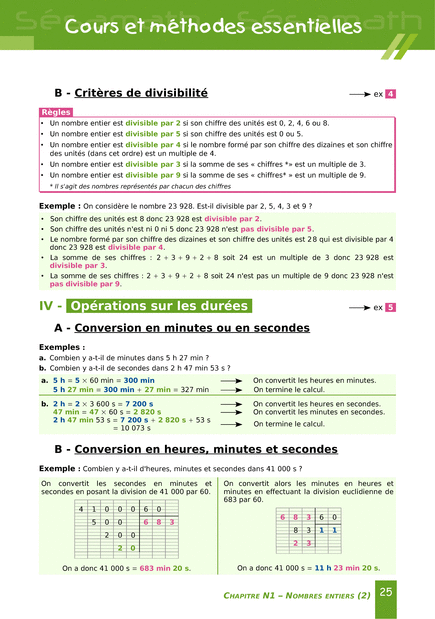 Sésamath Sésamath
Cours et méthodes essentielles
B - Critères de divisibilité
ex 4
Règles
• Un nombre entier est divisible par 2 si son chiffre des unités est 0, 2, 4, 6 ou 8.
• Un nombre entier est divisible par 5 si son chiffre des unités est 0 ou 5.
• Un nombre entier est divisible par 4 si le nombre formé par son chiffre des dizaines et son chiffre
des unités (dans cet ordre) est un multiple de 4.
• Un nombre entier est divisible par 3 si la somme de ses « chiffres *» est un multiple de 3.
• Un nombre entier est divisible par 9 si la somme de ses « chiffres* » est un multiple de 9.
* Il s'agit des nombres représentés par chacun des chiffres
Exemple : On considère le nombre 23 928. Est-il divisible par 2, 5, 4, 3 et 9 ?
• Son chiffre des unités est 8 donc 23 928 est divisible par 2.
• Son chiffre des unités n'est ni 0 ni 5 donc 23 928 n'est pas divisible par 5.
• Le nombre formé par son chiffre des dizaines et son chiffre des unités est 28 qui est divisible par 4
donc 23 928 est divisible par 4.
• La somme de ses chiffres : 2 + 3 + 9 + 2 + 8 soit 24 est un multiple de 3 donc 23 928 est
divisible par 3.
• La somme de ses chiffres : 2 + 3 + 9 + 2 + 8 soit 24 n'est pas un multiple de 9 donc 23 928 n'est
pas divisible par 9.
IV - Opérations sur les durées
ex 5
A - Conversion en minutes ou en secondes
Exemples :
a. Combien y a-t-il de minutes dans 5 h 27 min ?
b. Combien y a-t-il de secondes dans 2 h 47 min 53 s ?
a. 5 h = 5 × 60 min = 300 min On convertit les heures en minutes.
5 h 27 min = 300 min + 27 min = 327 min On termine le calcul.
b. 2 h = 2 × 3 600 s = 7 200 s On convertit les heures en secondes.
47 min = 47 × 60 s = 2 820 s On convertit les minutes en secondes.
2 h 47 min 53 s = 7 200 s + 2 820 s + 53 s On termine le calcul.
= 10 073 s
B - Conversion en heures, minutes et secondes
Exemple : Combien y a-t-il d'heures, minutes et secondes dans 41 000 s ?
On convertit les secondes en minutes et
secondes en posant la division de 41 000 par 60.
4 1 0 0 0 6 0
5 0 0 6 8 3
2 0 0
2 0
On a donc 41 000 s = 683 min 20 s.
On convertit alors les minutes en heures et
minutes en effectuant la division euclidienne de
683 par 60.
6 8 3 6 0
8 3 1 1
2 3
On a donc 41 000 s = 11 h 23 min 20 s.
CHAPITRE N1 – NOMBRES ENTIERS (2) 25